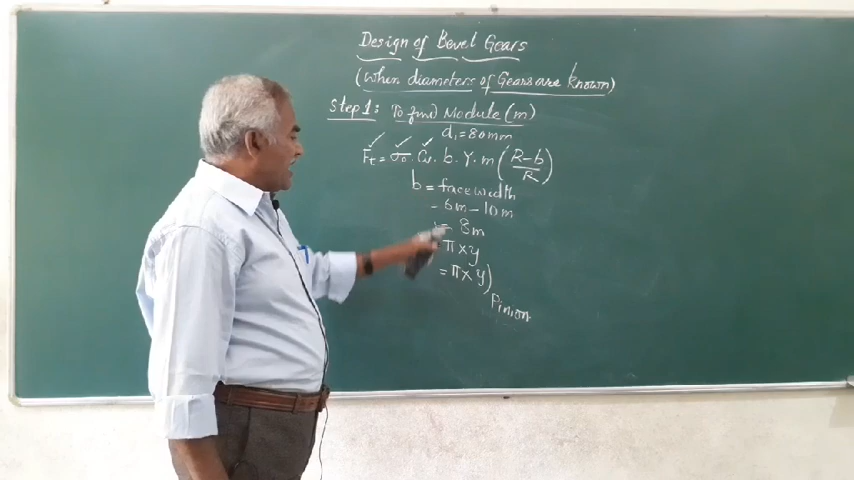 Design of Bevel Gears
(When diameters of Gears are Known)
Step 1: To find Module (m)
d₁ = 80mm
Ft = σo. Cv. b. Y. m (R-b/R)
b = face width
- 6m - 10m
= 8m
= π x y
= π x y)Pinion